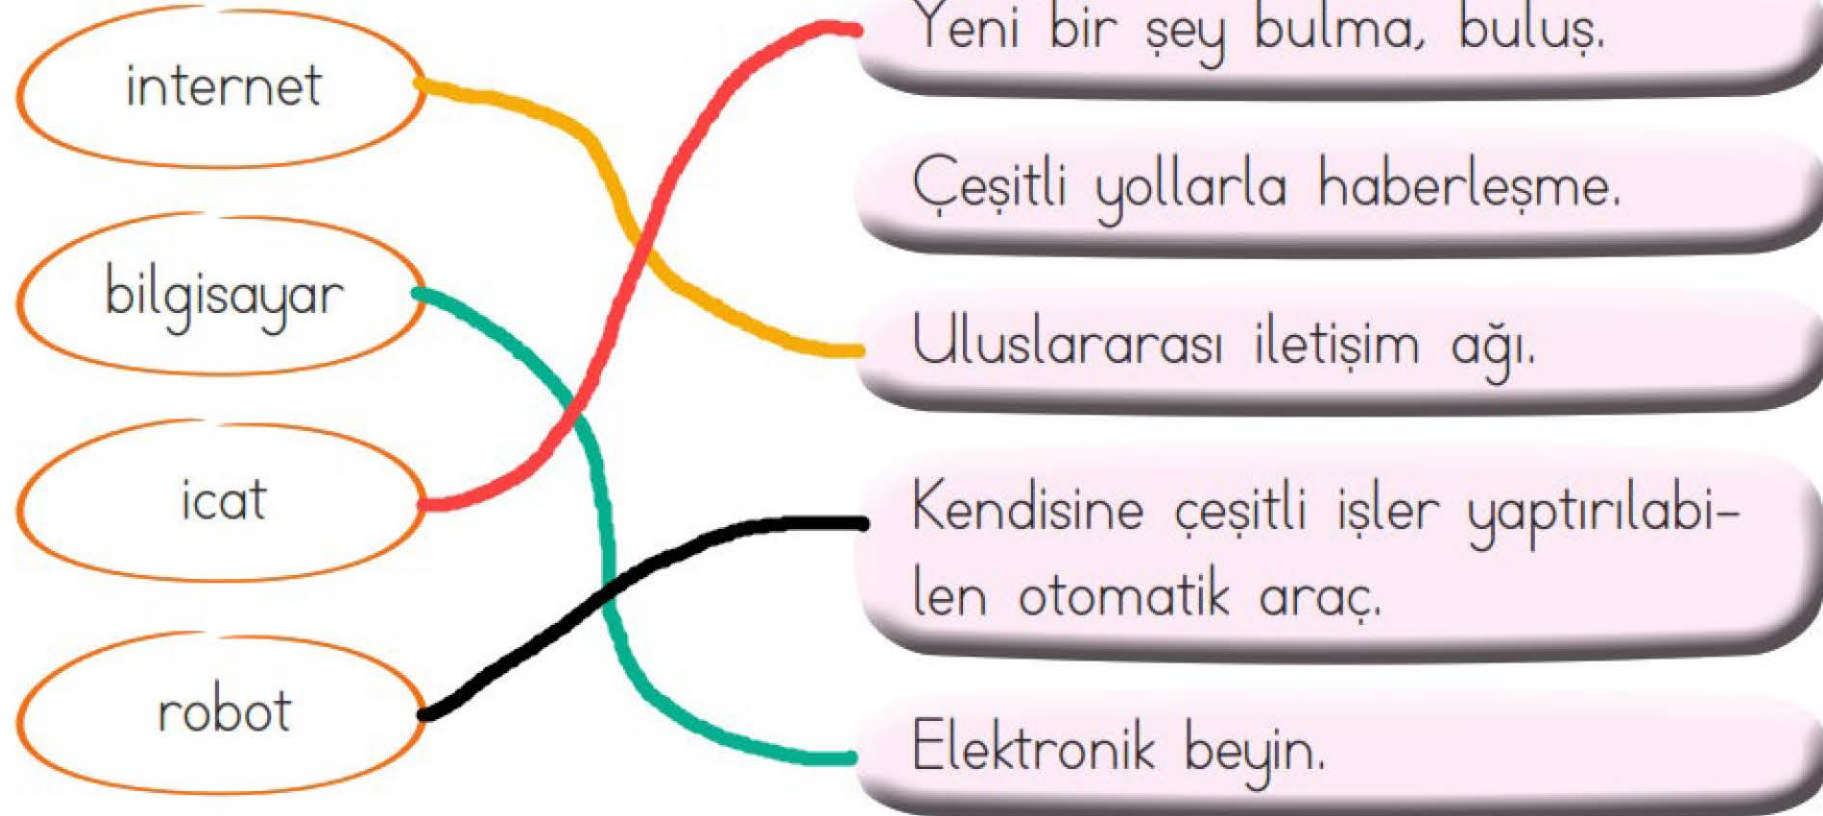 internet
bilgisayar
icat
robot
Yeni bir şey bulma, buluş.
Çeşitli yollarla haberleşme.
Uluslararası iletişim ağı.
Kendisine çeşitli işler yaptırılabi-
len otomatik araç.
Elektronik beyin.